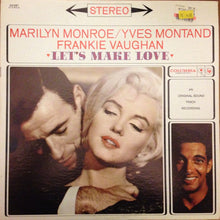 STEREO
MARILYN MONROE/YVES MONTAND
FRANKIE VAUGHAN
•LET'S MAKE LOVE•
COLUMBIA
AN
ORIGINAL SOUND
TRACK
RECORDING